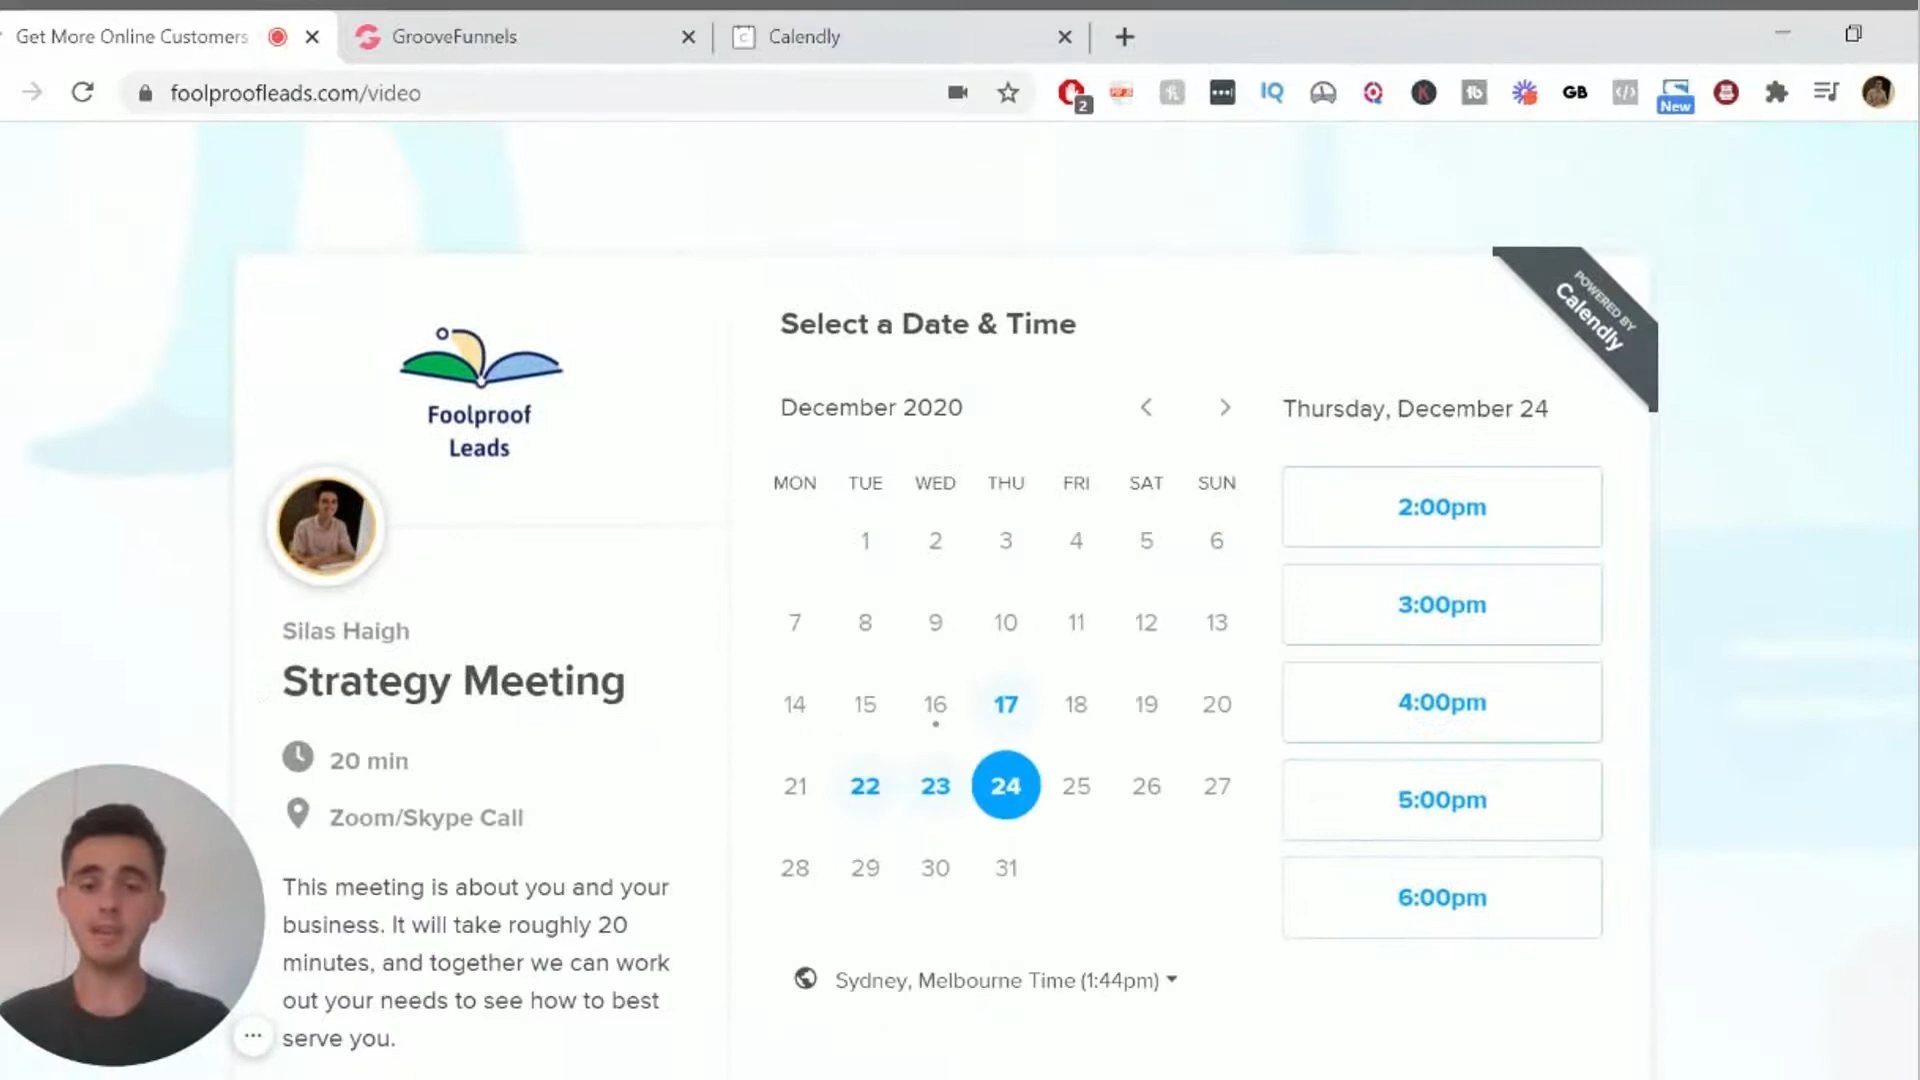 Get More Online Customers
GrooveFunnels
Calendly
foolproofleads.com/video
2
IQ
GB
New
POWERED BY
Calendly
Foolproof
Leads
Silas Haigh
Strategy Meeting
20 min
Zoom/Skype Call
This meeting is about you and your
business. It will take roughly 20
minutes, and together we can work
out your needs to see how to best
serve you.
Select a Date & Time
December 2020
MON TUE WED THU FRI SAT SUN
1 2 3 4 5 6
7 8 9 10 11 12 13
14 15 16 17 18 19 20
21 22 23 24 25 26 27
28 29 30 31
Sydney, Melbourne Time (1:44pm)
Thursday, December 24
2:00pm
3:00pm
4:00pm
5:00pm
6:00pm